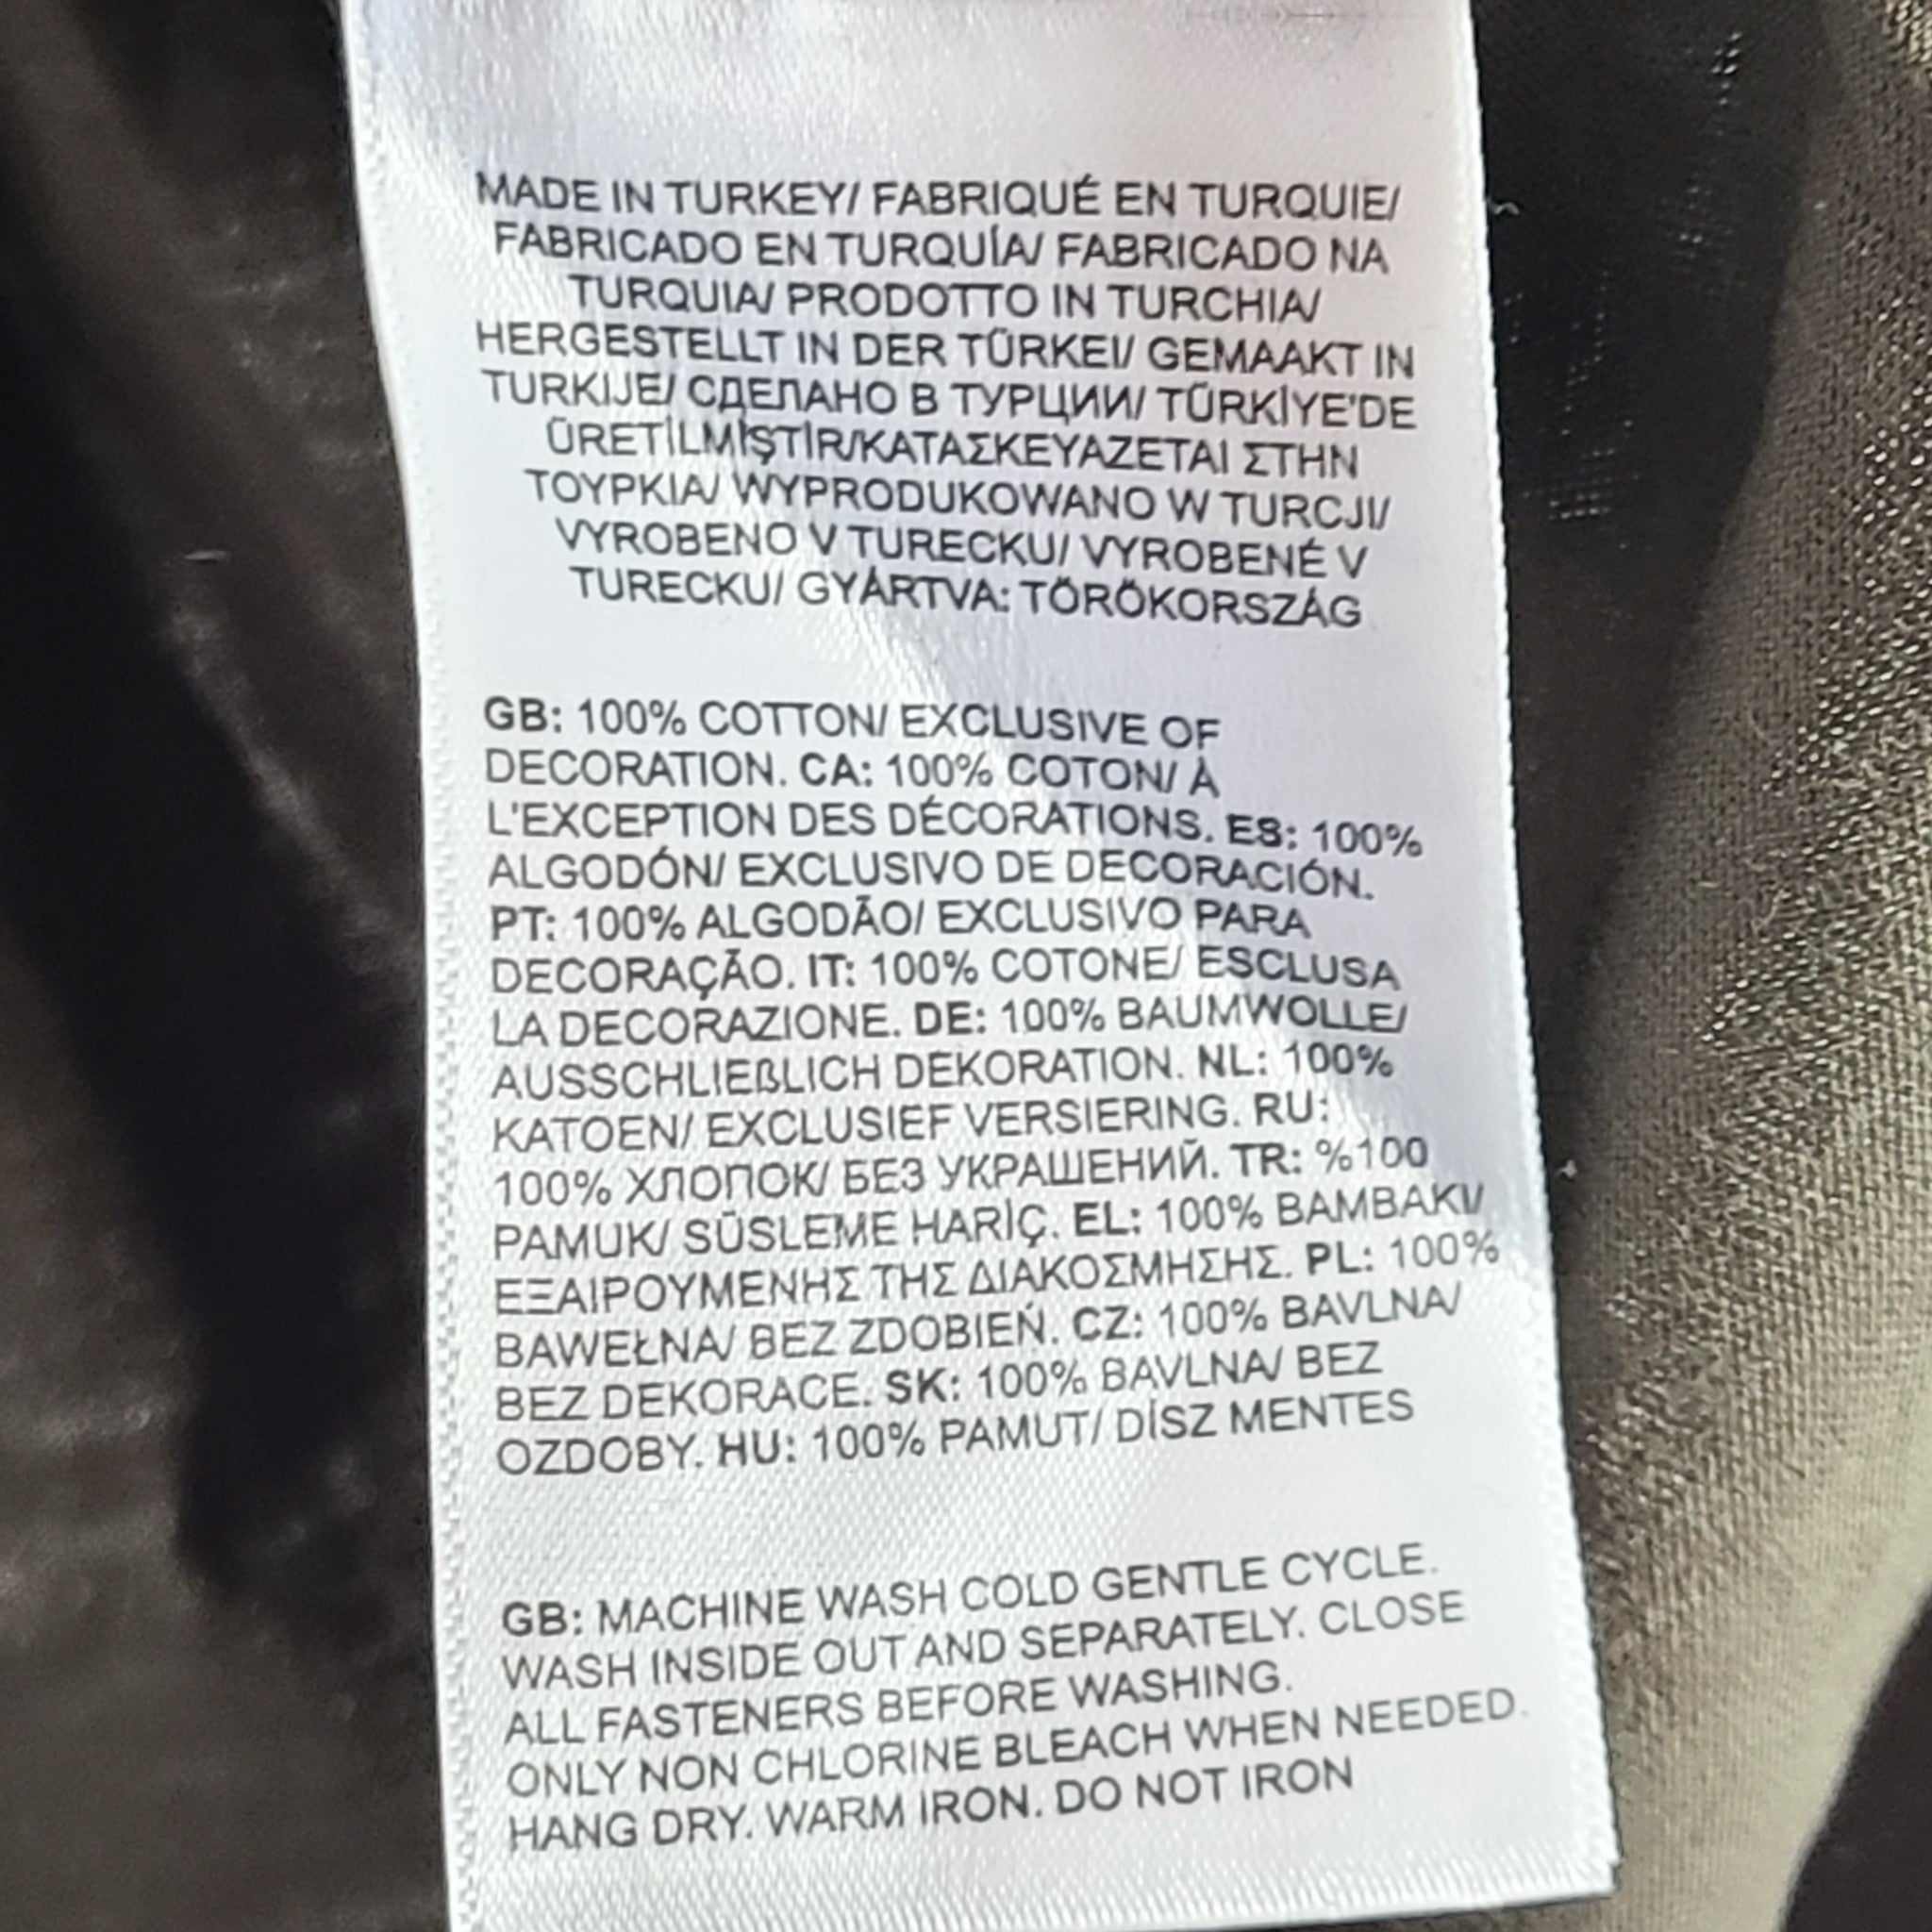 MADE IN TURKEY/ FABRIQUÉ EN TURQUIE/
FABRICADO EN TURQUÍA/ FABRICADO NA
TURQUIA/ PRODOTTO IN TURCHIA/
HERGESTELLT IN DER TÜRKEI/ GEMAAKT IN
TURKIJE/ СДЕЛАНО В ТУРЦИИ/ TÜRKİYE'DE
ÜRETİLMİŞTİR/ΚΑΤΑΣΚΕΥΑΖΕΤΑΙ ΣΤΗΝ
ΤΟΥΡΚΙΑ/ WYPRODUKOWANO W TURCJI/
VYROBENO V TURECKU/ VYROBENÉ V
TURECKU/ GYÁRTVA: TÖRÖKORSZÁG
GB: 100% COTTON/ EXCLUSIVE OF
DECORATION. CA: 100% COTON/ À
L'EXCEPTION DES DÉCORATIONS. ES: 100%
ALGODÓN/ EXCLUSIVO DE DECORACIÓN.
PT: 100% ALGODÃO/ EXCLUSIVO PARA
DECORAÇÃO. IT: 100% COTONE/ ESCLUSA
LA DECORAZIONE. DE: 100% BAUMWOLLE/
AUSSCHLIEßLICH DEKORATION. NL: 100%
KATOEN/ EXCLUSIEF VERSIERING. RU:
100% ХЛОПОК/ БЕЗ УКРАШЕНИЙ. TR: %100
PAMUK/ SÜSLEME HARİÇ. EL: 100% BAMBAKI/
ΕΞΑΙΡΟΥΜΕΝΗΣ ΤΗΣ ΔΙΑΚΟΣΜΗΣΗΣ. PL: 100%
BAWEŁNA/ BEZ ZDOBIEŃ. CZ: 100% BAVLNA/
BEZ DEKORACE. SK: 100% BAVLNA/ BEZ
OZDOBY. HU: 100% PAMUT/ DÍSZ MENTES
GB: MACHINE WASH COLD GENTLE CYCLE.
WASH INSIDE OUT AND SEPARATELY. CLOSE
ALL FASTENERS BEFORE WASHING.
ONLY NON CHLORINE BLEACH WHEN NEEDED.
HANG DRY. WARM IRON. DO NOT IRON